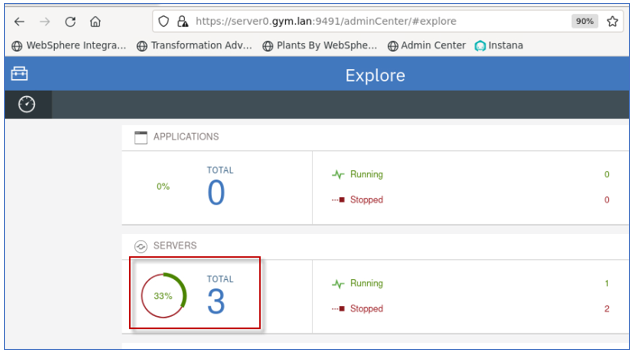 https://server0.gym.lan:9491/adminCenter/#explore 90%
WebSphere Integra... Transformation Adv... Plants By WebSphe... Admin Center Instana
Explore
APPLICATIONS
0%
TOTAL
0
Running 0
Stopped 0
SERVERS
33%
TOTAL
3
Running 1
Stopped 2